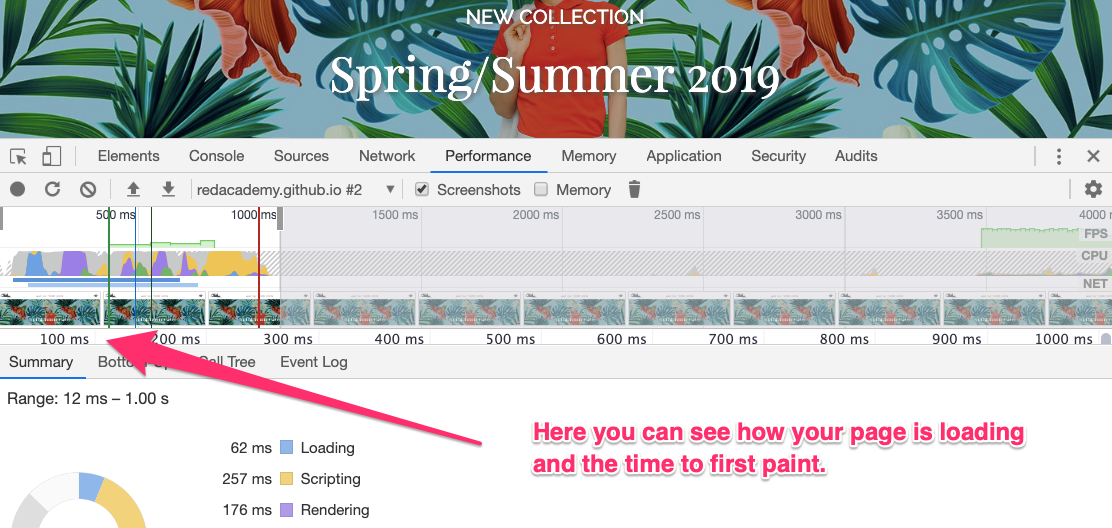 NEW COLLECTION
Spring/Summer 2019
Elements Console Sources Network Performance Memory Application Security Audits
redacademy.github.io #2 Screenshots Memory
500 ms 1000 ms 1500 ms 2000 ms 2500 ms 3000 ms 3500 ms 4000
FPS
CPU
NET
100 ms 200 ms 300 ms 400 ms 500 ms 600 ms 700 ms 800 ms 900 ms 1000 ms
Summary Call Tree Event Log
Range: 12 ms – 1.00 s
Here you can see how your page is loading
and the time to first paint.
62 ms Loading
257 ms Scripting
176 ms Rendering